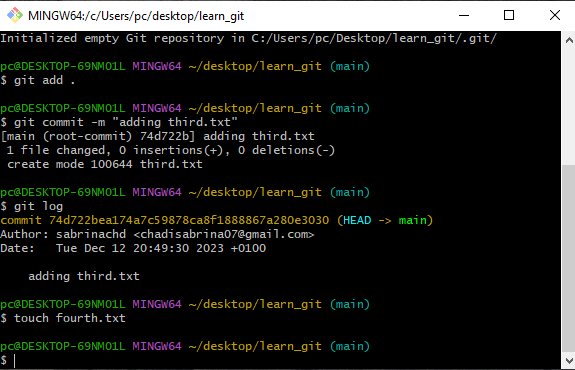 MINGW64:/c/Users/pc/desktop/learn_git
Initialized empty Git repository in C:/Users/pc/Desktop/learn_git/.git/
pc@DESKTOP-69NMO1L MINGW64 ~/desktop/learn_git (main)
$ git add .
pc@DESKTOP-69NMO1L MINGW64 ~/desktop/learn_git (main)
$ git commit -m "adding third.txt"
[main (root-commit) 74d722b] adding third.txt
 1 file changed, 0 insertions(+), 0 deletions(-)
 create mode 100644 third.txt
pc@DESKTOP-69NMO1L MINGW64 ~/desktop/learn_git (main)
$ git log
commit 74d722bea174a7c59878ca8f1888867a280e3030 (HEAD -> main)
Author: sabrinachd <chadisabrina07@gmail.com>
Date:   Tue Dec 12 20:49:30 2023 +0100
    adding third.txt
pc@DESKTOP-69NMO1L MINGW64 ~/desktop/learn_git (main)
$ touch fourth.txt
pc@DESKTOP-69NMO1L MINGW64 ~/desktop/learn_git (main)
$